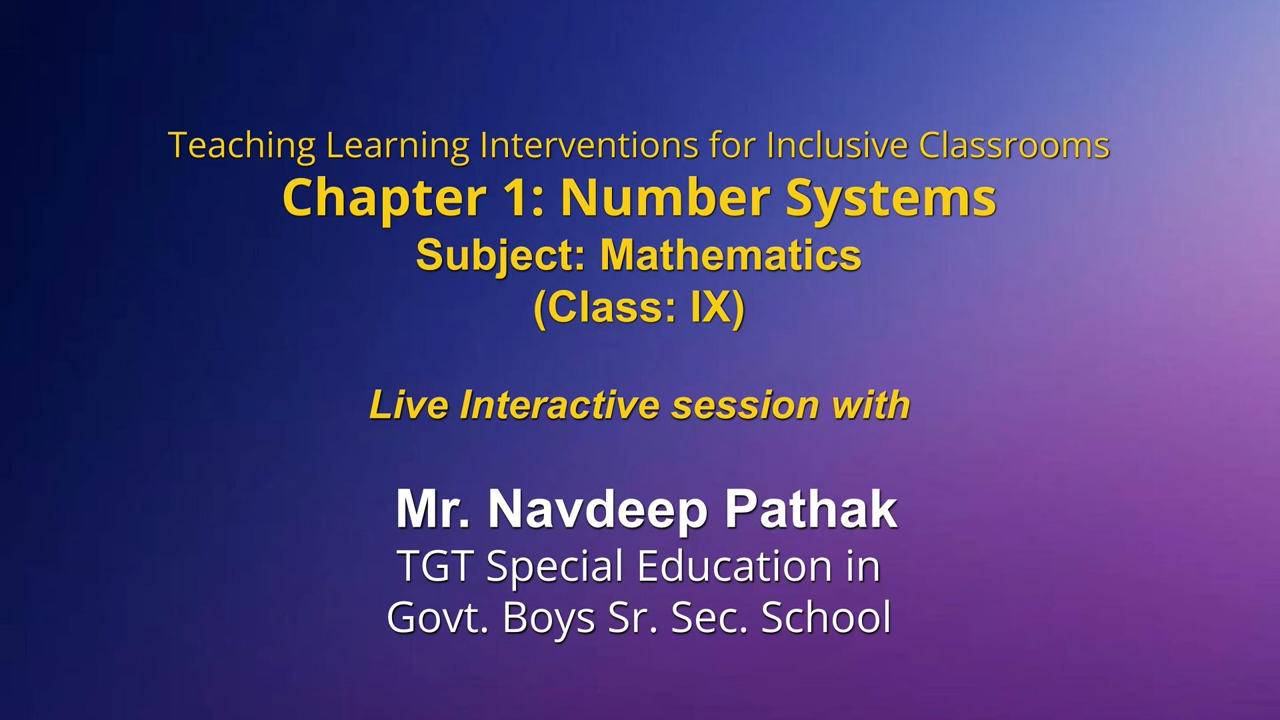 Teaching Learning Interventions for Inclusive Classrooms
Chapter 1: Number Systems
Subject: Mathematics
(Class: IX)
Live Interactive session with
Mr. Navdeep Pathak
TGT Special Education in
Govt. Boys Sr. Sec. School